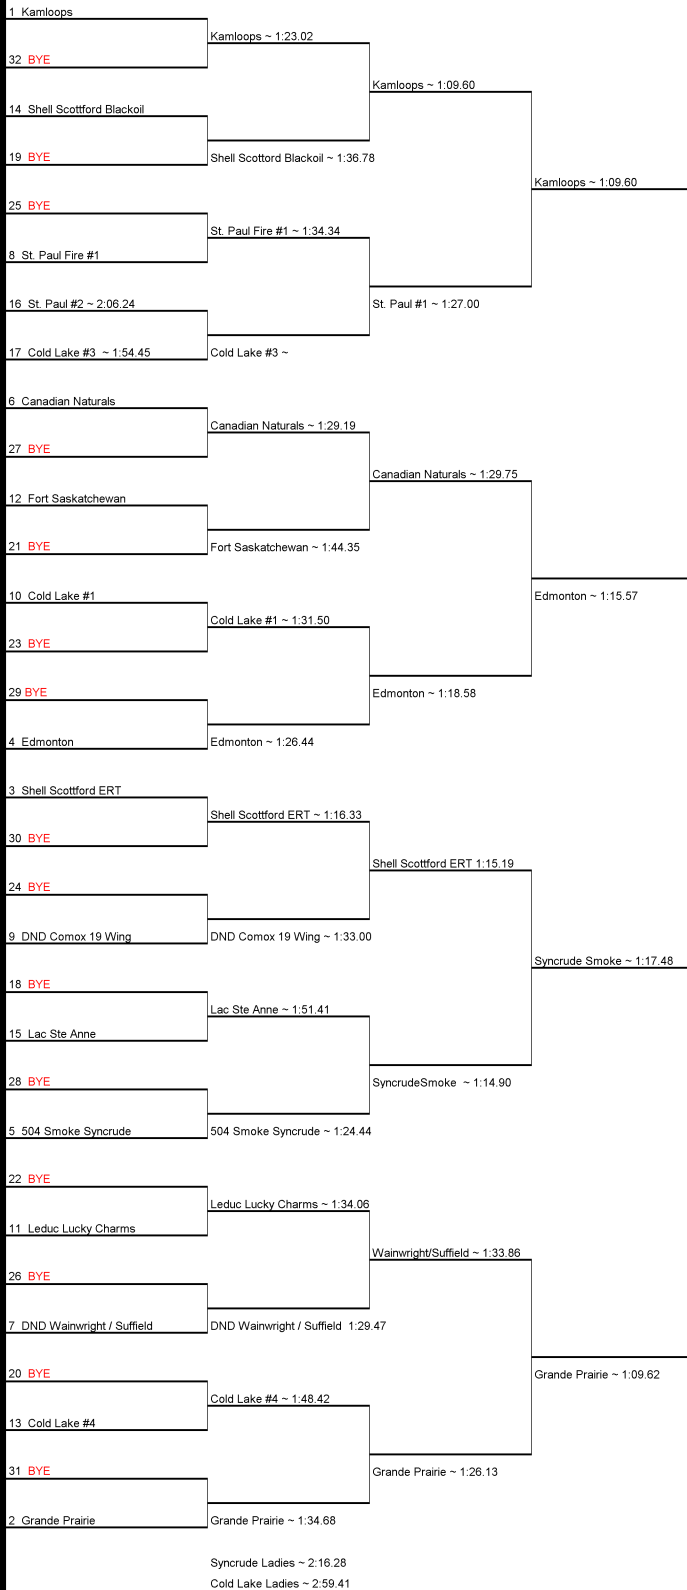 1 Kamloops
Kamloops ~ 1:23.02
32 BYE
Kamloops ~ 1:09.60
14 Shell Scottford Blackoil
19 BYE
Shell Scottord Blackoil ~ 1:36.78
Kamloops ~ 1:09.60
25 BYE
St. Paul Fire #1 ~ 1:34.34
8 St. Paul Fire #1
16 St. Paul #2 ~ 2:06.24
St. Paul #1 ~ 1:27.00
17 Cold Lake #3 ~ 1:54.45
Cold Lake #3 ~
6 Canadian Naturals
Canadian Naturals ~ 1:29.19
27 BYE
Canadian Naturals ~ 1:29.75
12 Fort Saskatchewan
21 BYE
Fort Saskatchewan ~ 1:44.35
10 Cold Lake #1
Edmonton ~ 1:15.57
Cold Lake #1 ~ 1:31.50
23 BYE
29 BYE
Edmonton ~ 1:18.58
4 Edmonton
Edmonton ~ 1:26.44
3 Shell Scottford ERT
Shell Scottford ERT ~ 1:16.33
30 BYE
Shell Scottford ERT 1:15.19
24 BYE
9 DND Comox 19 Wing
DND Comox 19 Wing ~ 1:33.00
Syncrude Smoke ~ 1:17.48
18 BYE
Lac Ste Anne ~ 1:51.41
15 Lac Ste Anne
28 BYE
SyncrudeSmoke ~ 1:14.90
5 504 Smoke Syncrude
504 Smoke Syncrude ~ 1:24.44
22 BYE
Leduc Lucky Charms ~ 1:34.06
11 Leduc Lucky Charms
Wainwright/Suffield ~ 1:33.86
26 BYE
7 DND Wainwright / Suffield
DND Wainwright / Suffield 1:29.47
20 BYE
Grande Prairie ~ 1:09.62
Cold Lake #4 ~ 1:48.42
13 Cold Lake #4
31 BYE
Grande Prairie ~ 1:26.13
2 Grande Prairie
Grande Prairie ~ 1:34.68
Syncrude Ladies ~ 2:16.28
Cold Lake Ladies ~ 2:59.41